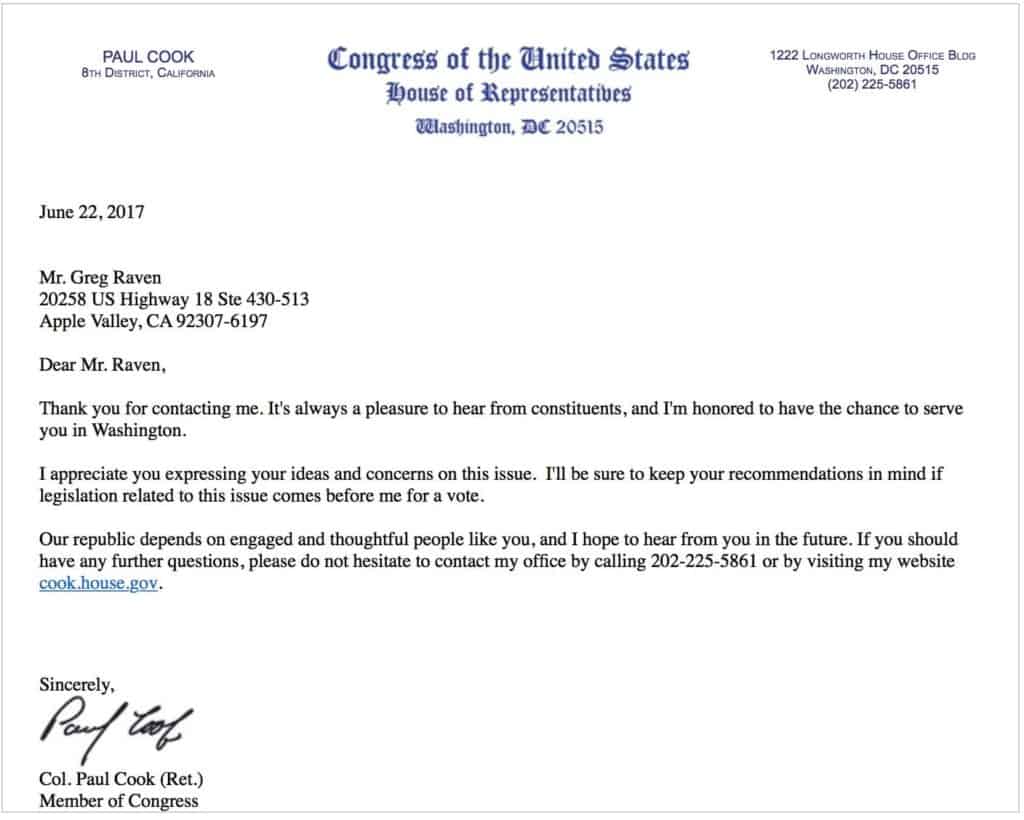 PAUL COOK
8TH DISTRICT, CALIFORNIA
Congress of the United States
House of Representatives
Washington, DC 20515
1222 LONGWORTH HOUSE OFFICE BLDG
WASHINGTON, DC 20515
(202) 225-5861
June 22, 2017
Mr. Greg Raven
20258 US Highway 18 Ste 430-513
Apple Valley, CA 92307-6197
Dear Mr. Raven,
Thank you for contacting me. It's always a pleasure to hear from constituents, and I'm honored to have the chance to serve
you in Washington.
I appreciate you expressing your ideas and concerns on this issue.  I'll be sure to keep your recommendations in mind if
legislation related to this issue comes before me for a vote.
Our republic depends on engaged and thoughtful people like you, and I hope to hear from you in the future. If you should
have any further questions, please do not hesitate to contact my office by calling 202-225-5861 or by visiting my website
cook.house.gov.
Sincerely,
Paul Cook
Col. Paul Cook (Ret.)
Member of Congress